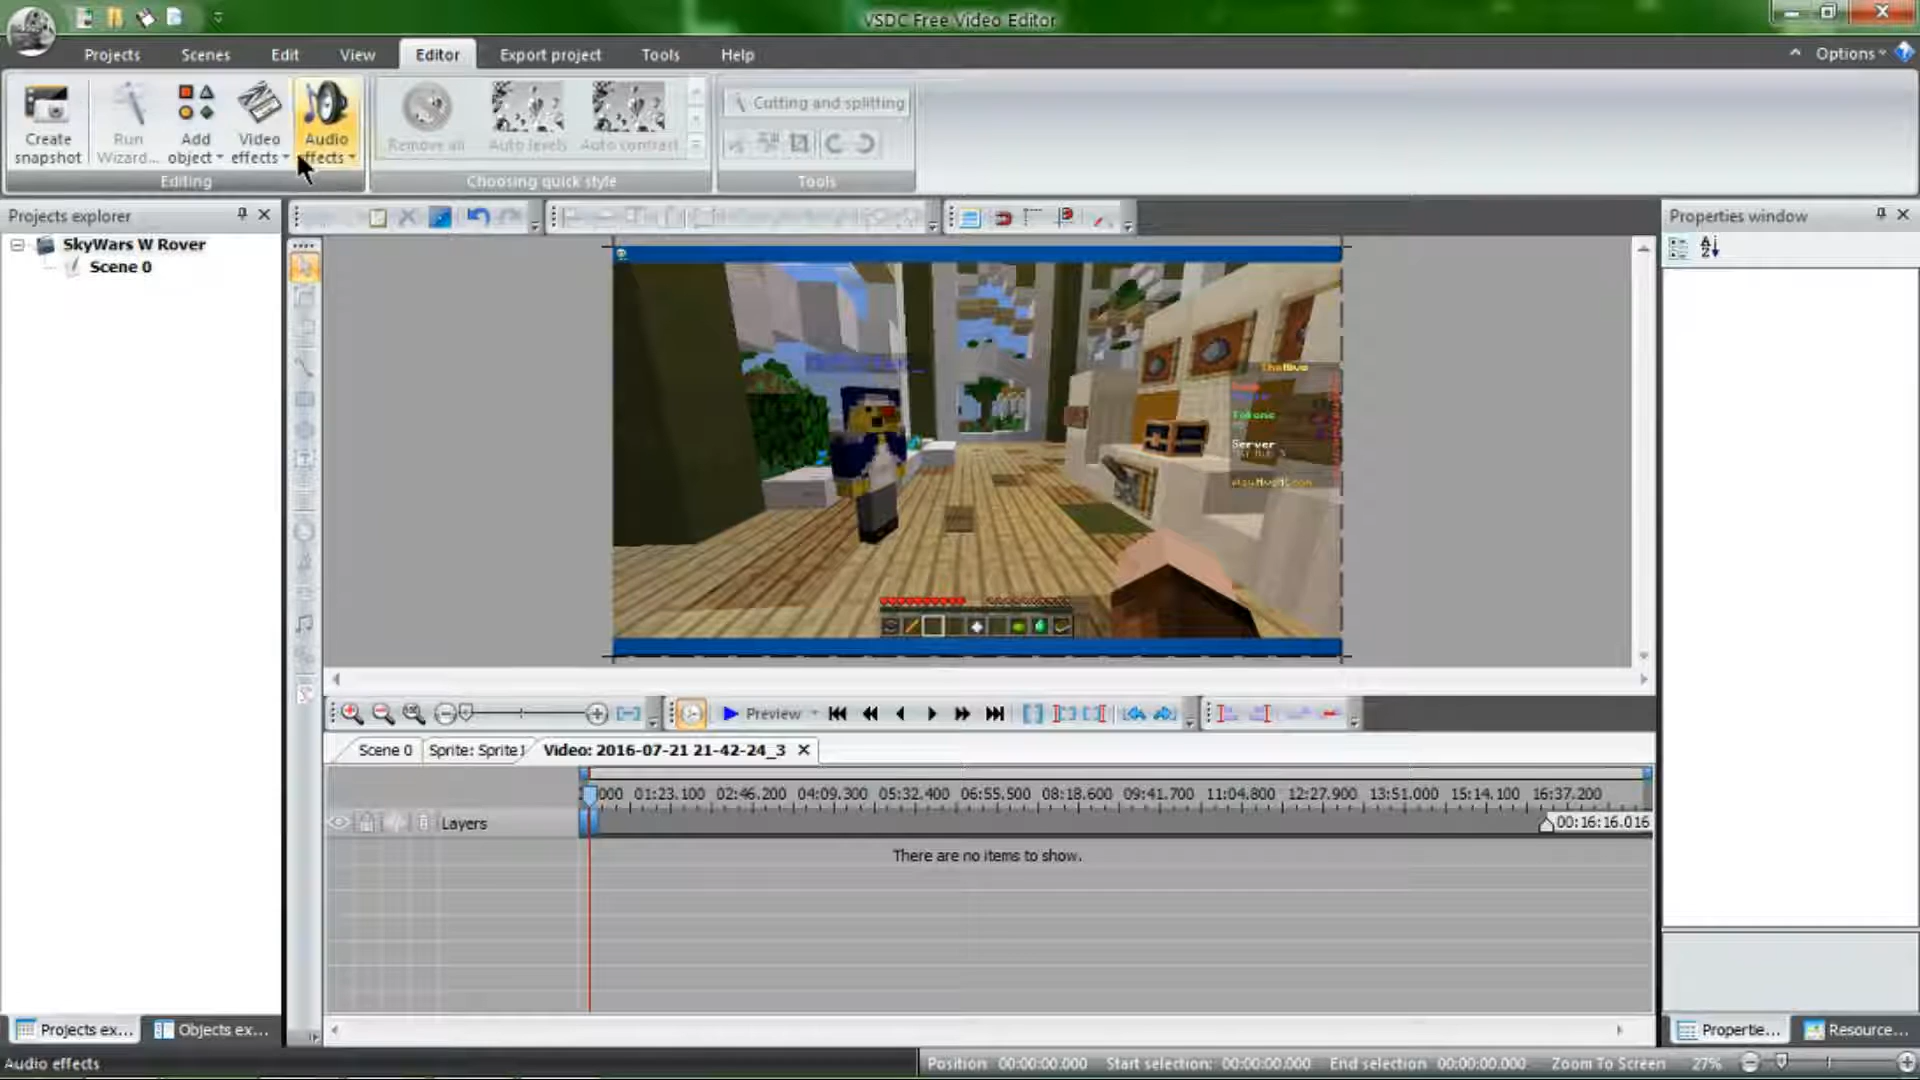 VSDC Free Video Editor
Projects Scenes Edit View Editor Export project Tools Help Options
Create snapshot
Run Wizard...
Add object
Video effects
Audio effects
Remove all
Auto levels
Auto contrast
Cutting and splitting
Editing
Choosing quick style
Tools
Projects explorer
SkyWars W Rover
Scene 0
Properties window
TheHive
Tokens
Server
Preview
Scene 0 Sprite: Sprite1 Video: 2016-07-21 21-42-24_3
000 01:23.100 02:46.200 04:09.300 05:32.400 06:55.500 08:18.600 09:41.700 11:04.800 12:27.900 13:51.000 15:14.100 16:37.200
Layers
00:16:16.016
There are no items to show.
Projects ex...
Objects ex...
Propertie...
Resource...
Audio effects
Position 00:00:00.000 Start selection: 00:00:00.000 End selection 00:00:00.000 Zoom To Screen 27%